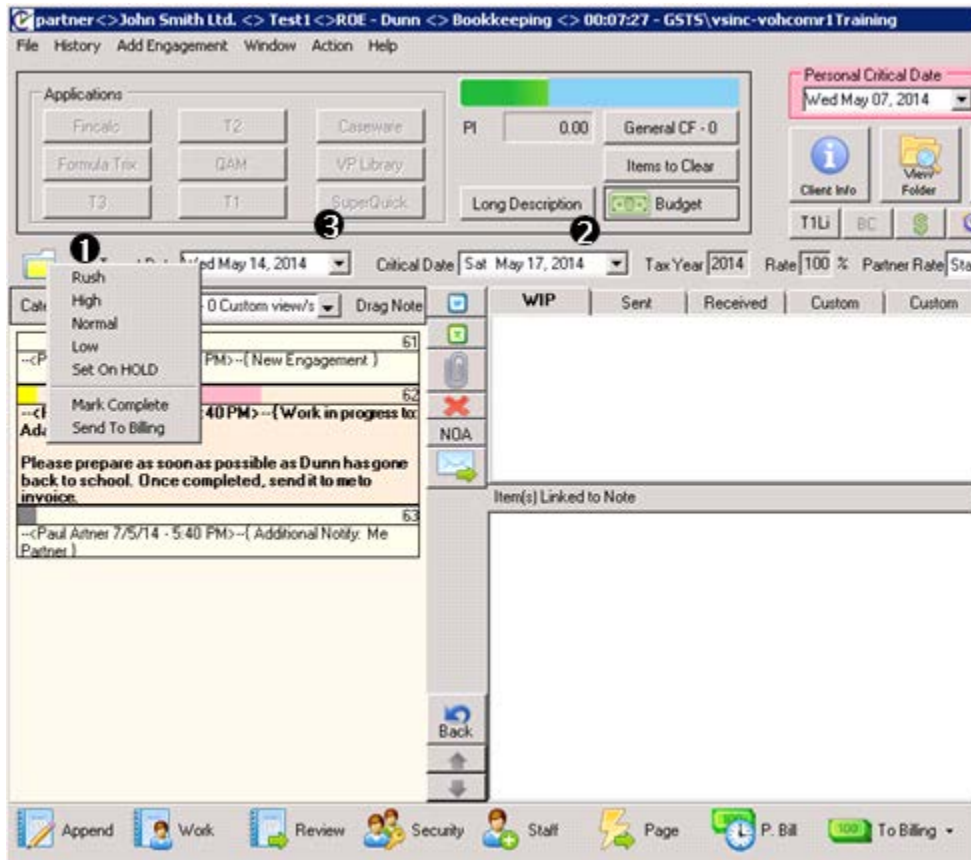 partner<>John Smith Ltd. <> Test1<>ROE - Dunn <> Bookkeeping <> 00:07:27 - GSTS\vsinc-vohcomr1Training
File History Add Engagement Window Action Help
Personal Critical Date
Wed May 07, 2014
Applications
Fincalc T2 Caseware
PI 0.00 General CF - 0
Formula Trix QAM VP Library
Items to Clear
Client Info View Folder
T3 T1 SuperQuick
Long Description Budget
T1Li BC
❶ ❸ ❷
Wed May 14, 2014 Critical Date Sat May 17, 2014 Tax Year 2014 Rate 100 % Partner Rate Sta
Rush
High
Normal
Low
Set On HOLD
Mark Complete
Send To Billing
Cate - 0 Custom view/s Drag Note WIP Sent Received Custom Custom
61
--<P PM>--{ New Engagement }
62
:40 PM>--{Work in progress to:
Ada
Please prepare as soon as possible as Dunn has gone
back to school. Once completed, send it to me to
invoice.
63
--<Paul Artner 7/5/14 - 5:40 PM>--{ Additional Notify: Me
Partner }
NOA
Item(s) Linked to Note
Back
Append Work Review Security Staff Page P. Bill To Billing